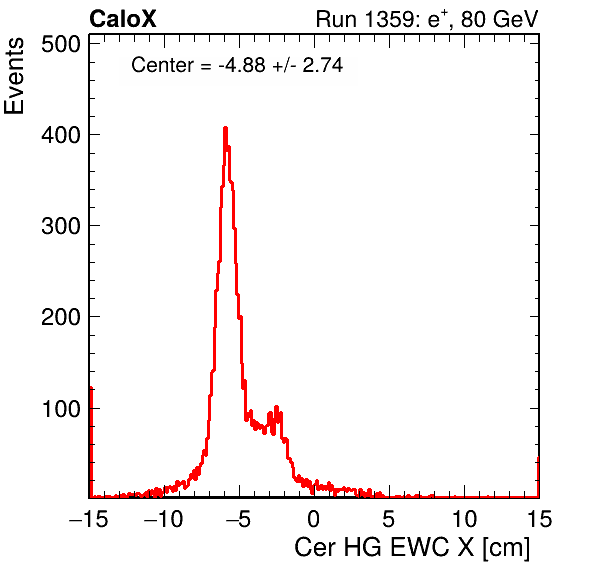 CaloX Run 1359: e⁺, 80 GeV
Events
Center = -4.88 +/- 2.74
500
400
300
200
100
−15 −10 −5 0 5 10 15
Cer HG EWC X [cm]